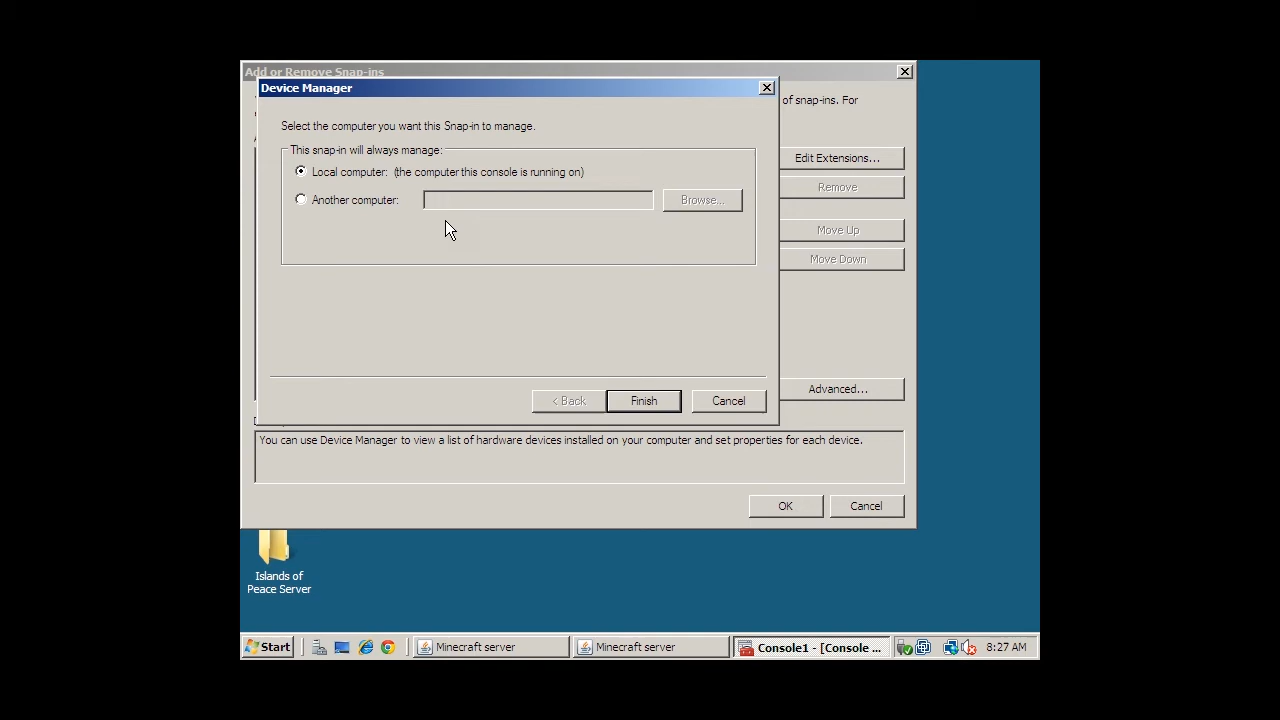 Add or Remove Snap-ins
Device Manager
of snap-ins. For
Select the computer you want this Snap-in to manage.
This snap-in will always manage:
Local computer: (the computer this console is running on)
Another computer:
Browse...
Edit Extensions...
Remove
Move Up
Move Down
Advanced...
< Back
Finish
Cancel
You can use Device Manager to view a list of hardware devices installed on your computer and set properties for each device.
OK
Cancel
Islands of
Peace Server
Start
Minecraft server
Minecraft server
Console1 - [Console ...
8:27 AM